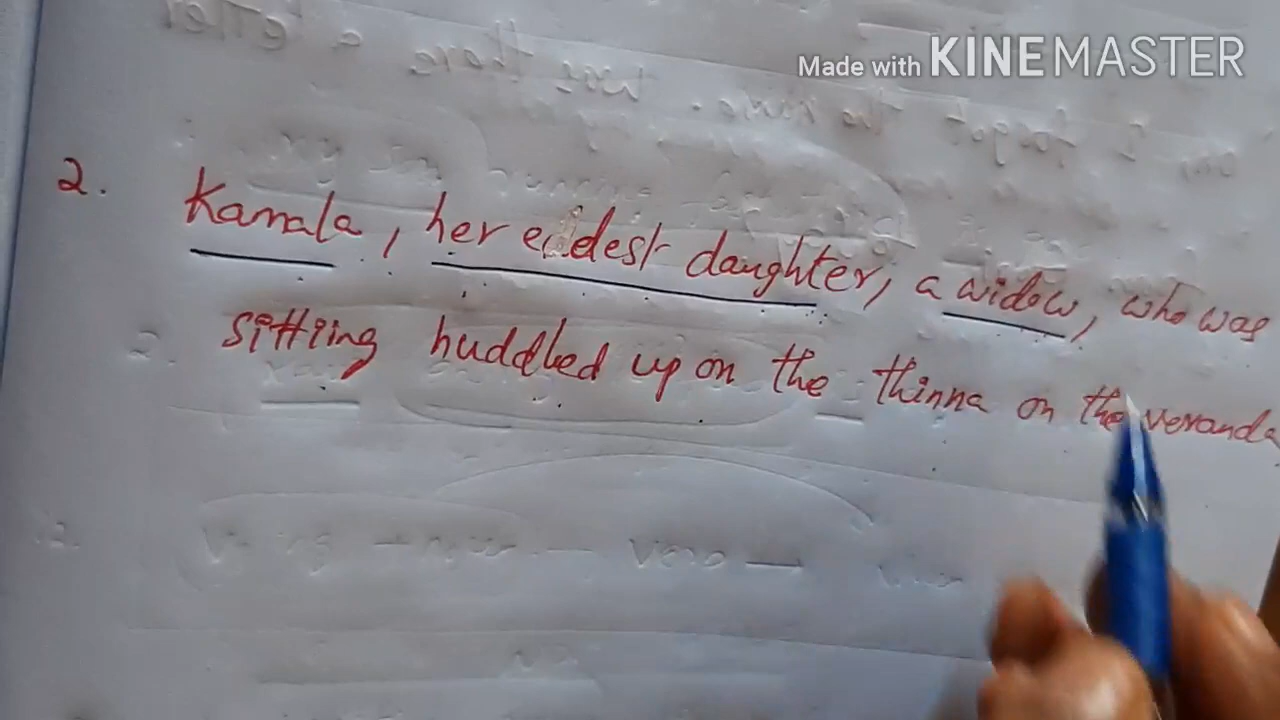 Made with KINEMASTER
2. Kamala, her eldest daughter, a widow, who was
sitting huddled up on the thinna on the veranda